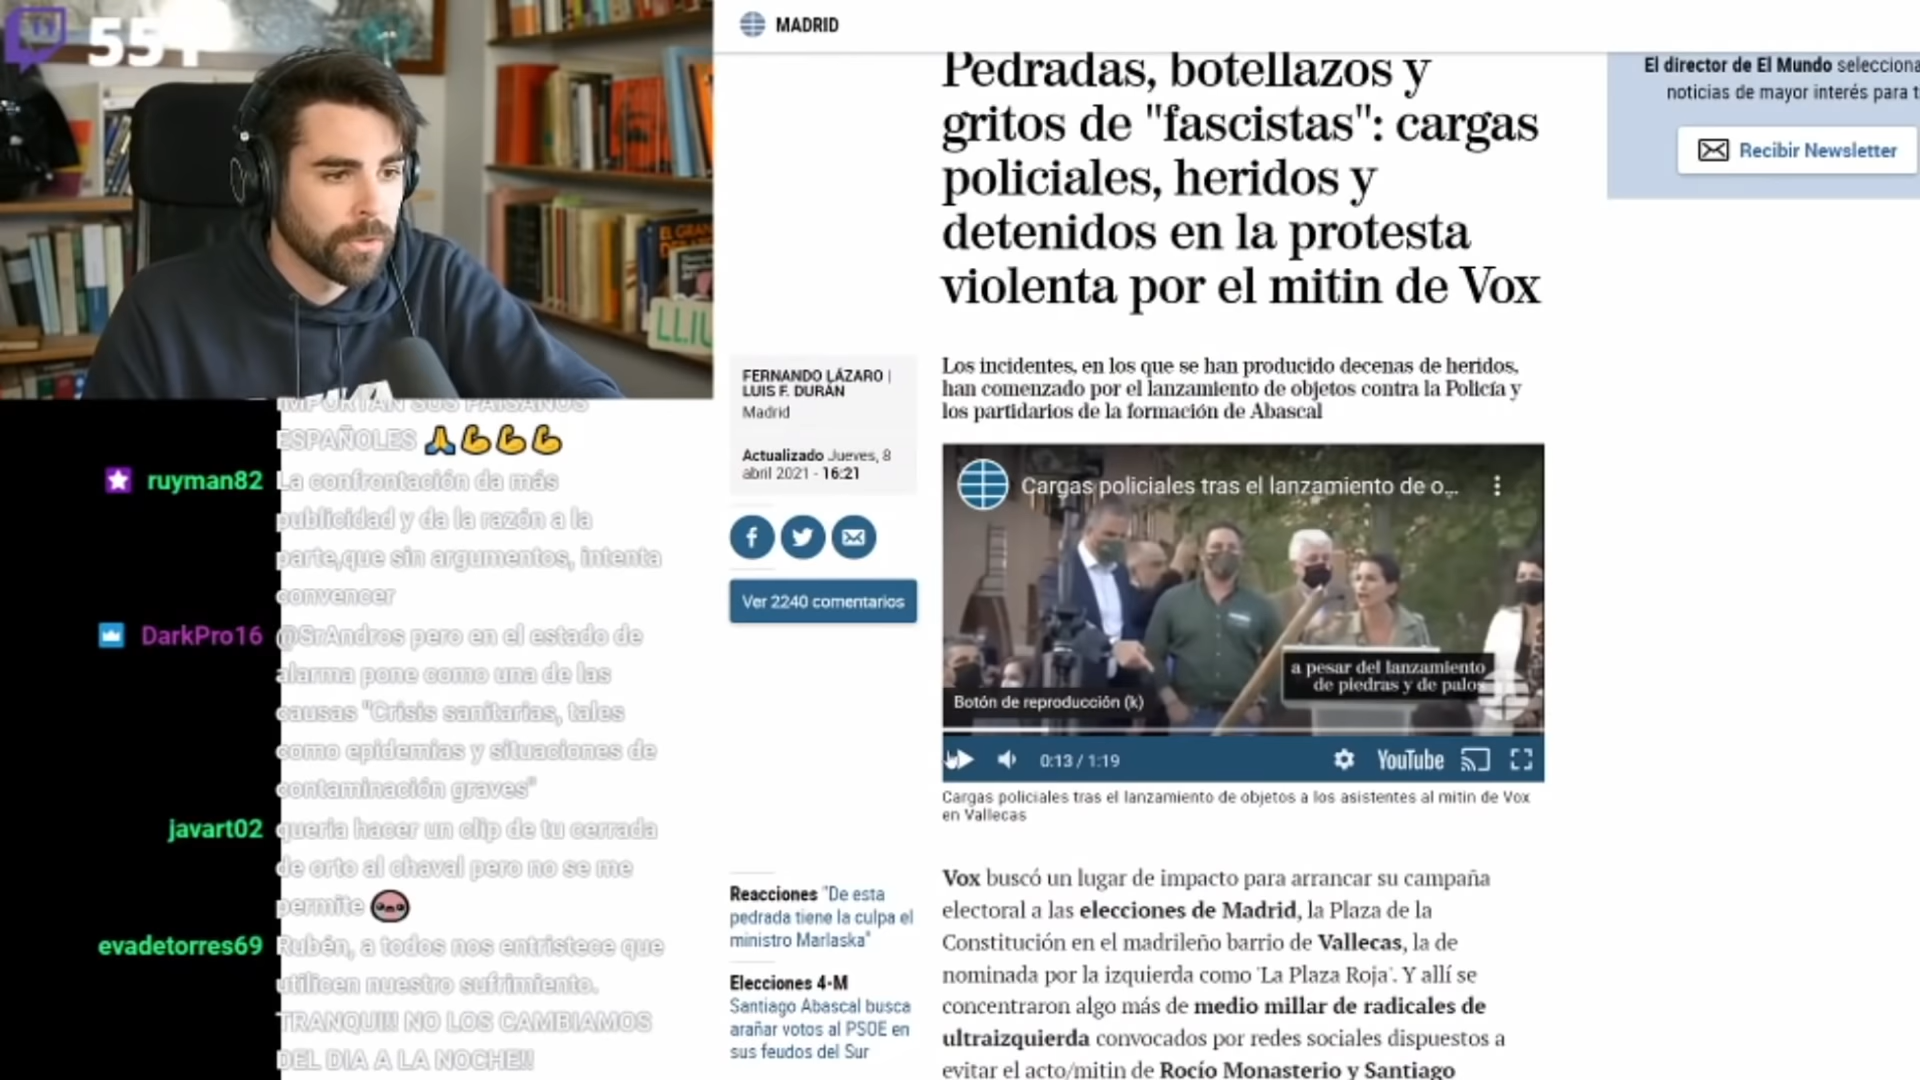 551
EL GRAN
LLIU
IMPORTAN SUS PAISANOS
ESPAÑOLES 🙏💪💪💪
ruyman82 La confrontación da más
publicidad y da la razón a la
parte,que sin argumentos, intenta
convencer
DarkPro16 @SrAndros pero en el estado de
alarma pone como una de las
causas "Crisis sanitarias, tales
como epidemias y situaciones de
contaminación graves"
javart02 queria hacer un clip de tu cerrada
de orto al chaval pero no se me
permite
evadetorres69 Rubén, a todos nos entristece que
utilicen nuestro sufrimiento.
TRANQUI!!! NO LOS CAMBIAMOS
DEL DIA A LA NOCHE!!
MADRID
Pedradas, botellazos y
gritos de "fascistas": cargas
policiales, heridos y
detenidos en la protesta
violenta por el mitin de Vox
Los incidentes, en los que se han producido decenas de heridos,
han comenzado por el lanzamiento de objetos contra la Policía y
los partidarios de la formación de Abascal
FERNANDO LÁZARO |
LUIS F. DURÁN
Madrid
Actualizado Jueves, 8
abril 2021 - 16:21
Ver 2240 comentarios
Cargas policiales tras el lanzamiento de o...
a pesar del lanzamiento
de piedras y de palos
Botón de reproducción (k)
0:13 / 1:19
YouTube
Cargas policiales tras el lanzamiento de objetos a los asistentes al mitin de Vox
en Vallecas
Reacciones "De esta
pedrada tiene la culpa el
ministro Marlaska"
Elecciones 4-M
Santiago Abascal busca
arañar votos al PSOE en
sus feudos del Sur
Vox buscó un lugar de impacto para arrancar su campaña
electoral a las elecciones de Madrid, la Plaza de la
Constitución en el madrileño barrio de Vallecas, la de
nominada por la izquierda como 'La Plaza Roja'. Y allí se
concentraron algo más de medio millar de radicales de
ultraizquierda convocados por redes sociales dispuestos a
evitar el acto/mitin de Rocío Monasterio y Santiago
El director de El Mundo selecciona
noticias de mayor interés para t
Recibir Newsletter